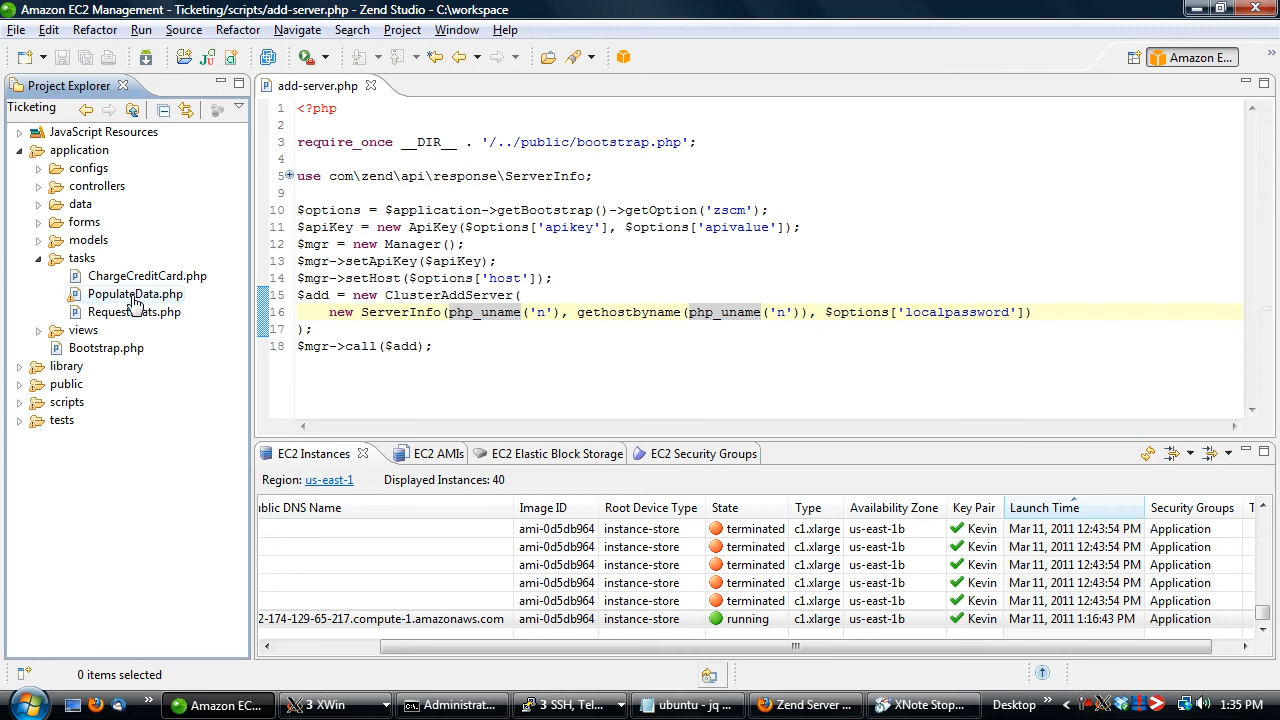 Amazon EC2 Management - Ticketing/scripts/add-server.php - Zend Studio - C:\workspace
File Edit Refactor Run Source Refactor Navigate Search Project Window Help
Amazon E...
Project Explorer
Ticketing
JavaScript Resources
application
configs
controllers
data
forms
models
tasks
ChargeCreditCard.php
PopulateData.php
views
Bootstrap.php
library
public
scripts
tests
add-server.php
1 <?php
2
3 require_once __DIR__ . '/../public/bootstrap.php';
4
5 use com\zend\api\response\ServerInfo;
9
10 $options = $application->getBootstrap()->getOption('zscm');
11 $apiKey = new ApiKey($options['apikey'], $options['apivalue']);
12 $mgr = new Manager();
13 $mgr->setApiKey($apiKey);
14 $mgr->setHost($options['host']);
15 $add = new ClusterAddServer(
16 new ServerInfo(php_uname('n'), gethostbyname(php_uname('n')), $options['localpassword'])
17 );
18 $mgr->call($add);
EC2 Instances EC2 AMIs EC2 Elastic Block Storage EC2 Security Groups
Region: us-east-1 Displayed Instances: 40
ublic DNS Name Image ID Root Device Type State Type Availability Zone Key Pair Launch Time Security Groups T
ami-0d5db964 instance-store terminated c1.xlarge us-east-1b Kevin Mar 11, 2011 12:43:54 PM Application
ami-0d5db964 instance-store terminated c1.xlarge us-east-1b Kevin Mar 11, 2011 12:43:54 PM Application
ami-0d5db964 instance-store terminated c1.xlarge us-east-1b Kevin Mar 11, 2011 12:43:54 PM Application
ami-0d5db964 instance-store terminated c1.xlarge us-east-1b Kevin Mar 11, 2011 12:43:54 PM Application
ami-0d5db964 instance-store terminated c1.xlarge us-east-1b Kevin Mar 11, 2011 12:43:54 PM Application
2-174-129-65-217.compute-1.amazonaws.com ami-0d5db964 instance-store running c1.xlarge us-east-1b Kevin Mar 11, 2011 1:16:43 PM Application
0 items selected
Amazon EC... 3 XWin Administrat... 3 SSH, Tel... ubuntu - jq ... Zend Server ... XNote Stop... Desktop 1:35 PM